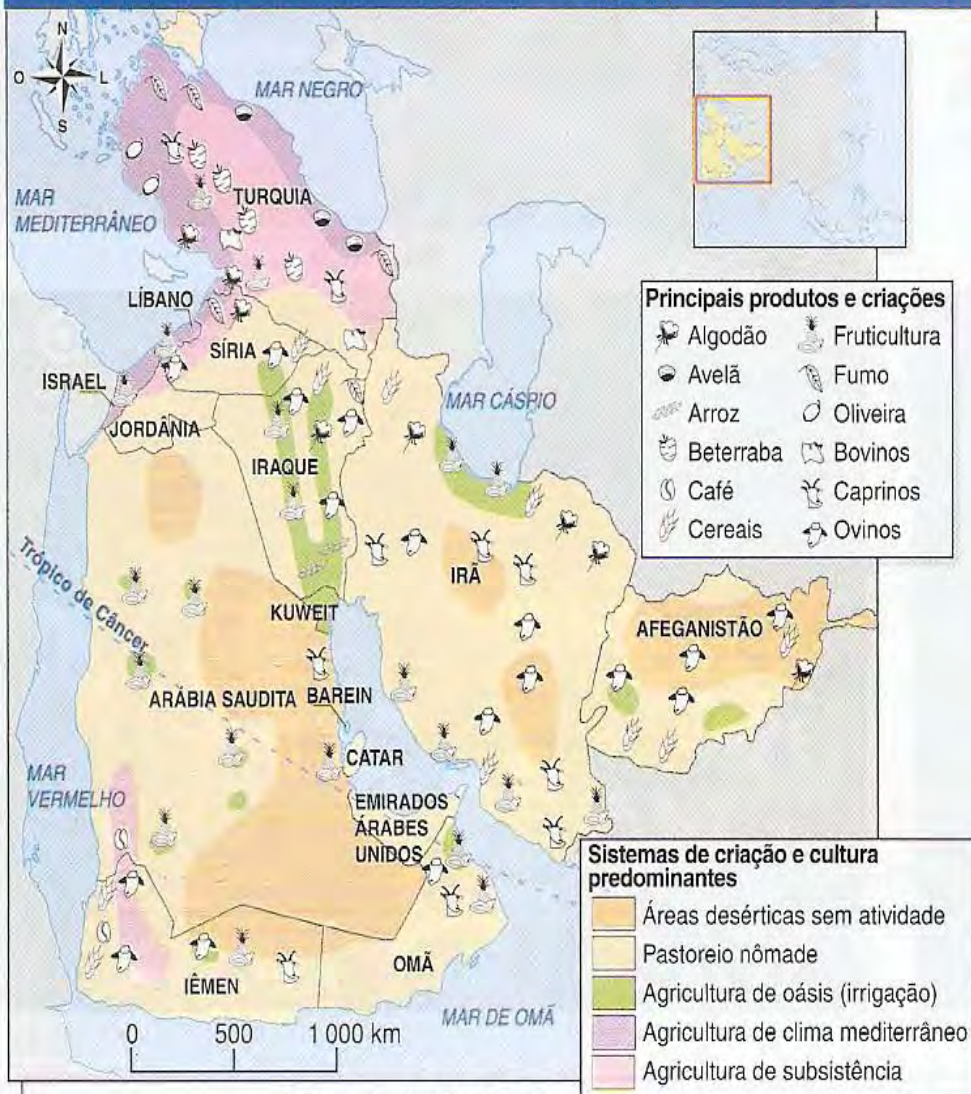 N
O
L
S
MAR NEGRO
MAR
MEDITERRÂNEO
TURQUIA
LÍBANO
SÍRIA
ISRAEL
JORDÂNIA
IRAQUE
MAR CÁSPIO
Trópico de Câncer
KUWEIT
IRÃ
AFEGANISTÃO
ARÁBIA SAUDITA
BAREIN
CATAR
MAR
VERMELHO
EMIRADOS
ÁRABES
UNIDOS
IÊMEN
OMÃ
MAR DE OMÃ
0 500 1 000 km
Principais produtos e criações
Algodão
Avelã
Arroz
Beterraba
Café
Cereais
Fruticultura
Fumo
Oliveira
Bovinos
Caprinos
Ovinos
Sistemas de criação e cultura
predominantes
Áreas desérticas sem atividade
Pastoreio nômade
Agricultura de oásis (irrigação)
Agricultura de clima mediterrâneo
Agricultura de subsistência